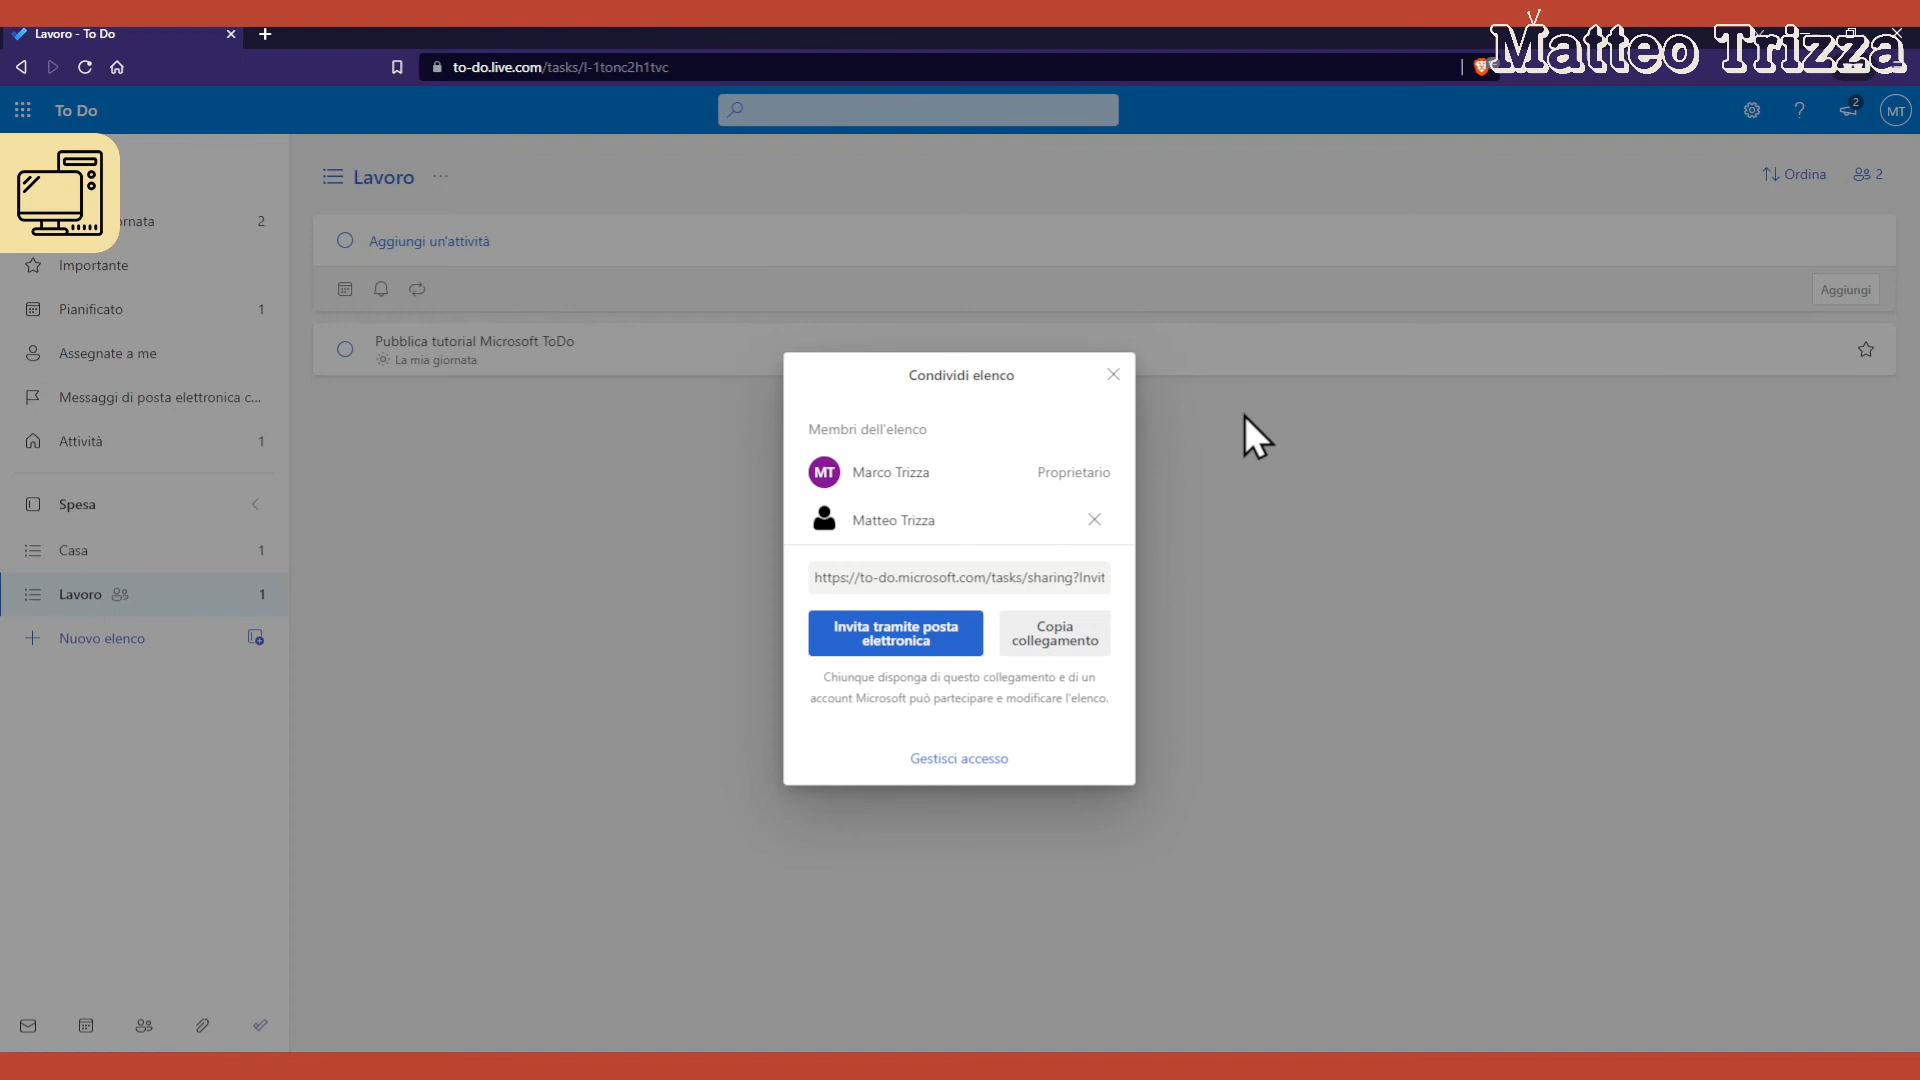 Lavoro - To Do
Matteo Trizza
to-do.live.com/tasks/l-1tonc2h1tvc
To Do
2
MT
Lavoro
Ordina
2
ornata
2
Importante
Pianificato
1
Assegnate a me
Messaggi di posta elettronica c...
Attività
1
Spesa
Casa
1
Lavoro
1
Nuovo elenco
Aggiungi un'attività
Aggiungi
Pubblica tutorial Microsoft ToDo
La mia giornata
Condividi elenco
Membri dell'elenco
MT
Marco Trizza
Proprietario
Matteo Trizza
https://to-do.microsoft.com/tasks/sharing?Invit
Invita tramite posta
elettronica
Copia
collegamento
Chiunque disponga di questo collegamento e di un
account Microsoft può partecipare e modificare l'elenco.
Gestisci accesso